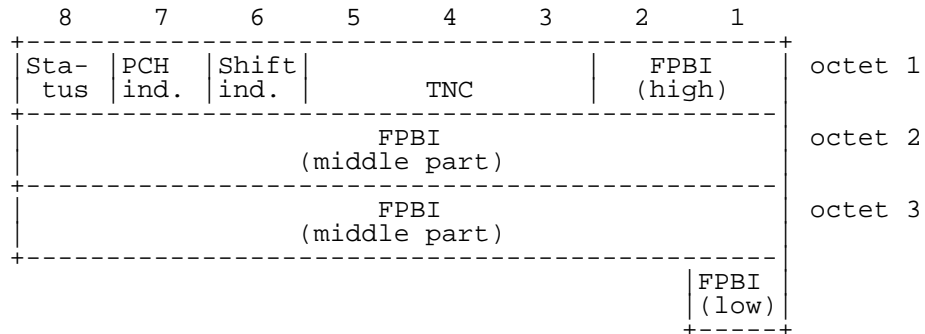 8 7 6 5 4 3 2 1
Sta- PCH Shift FPBI octet 1
tus ind. ind. TNC (high)
FPBI octet 2
(middle part)
FPBI octet 3
(middle part)
FPBI
(low)